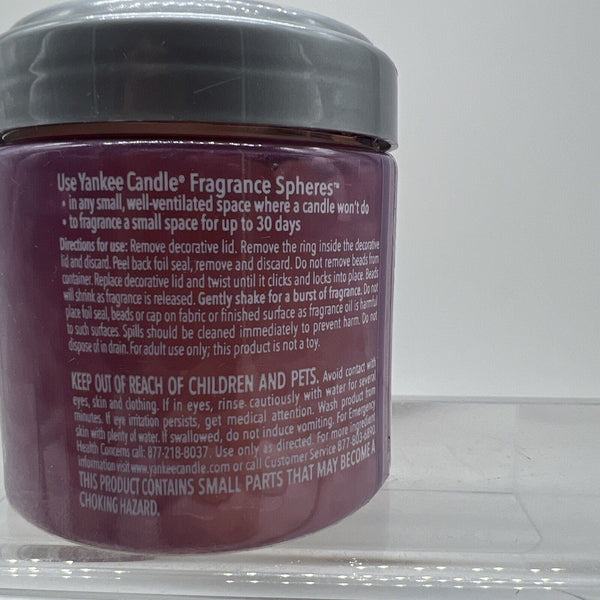 Use Yankee Candle® Fragrance Spheres™
• in any small, well-ventilated space where a candle won't do
• to fragrance a small space for up to 30 days
Directions for use: Remove decorative lid. Remove the ring inside the decorative
lid and discard. Peel back foil seal, remove and discard. Do not remove beads from
container. Replace decorative lid and twist until it clicks and locks into place. Beads
will shrink as fragrance is released. Gently shake for a burst of fragrance. Do not
place foil seal, beads or cap on fabric or finished surface as fragrance oil is harmful
to such surfaces. Spills should be cleaned immediately to prevent harm. Do not
dispose of in drain. For adult use only; this product is not a toy.
KEEP OUT OF REACH OF CHILDREN AND PETS. Avoid contact with
eyes, skin and clothing. If in eyes, rinse cautiously with water for several
minutes. If eye irritation persists, get medical attention. Wash product from
skin with plenty of water. If swallowed, do not induce vomiting. For Emergency
Health Concerns call: 877-218-8037. Use only as directed. For more ingredient
information visit www.yankeecandle.com or call Customer Service 877-803-6890.
THIS PRODUCT CONTAINS SMALL PARTS THAT MAY BECOME A
CHOKING HAZARD.